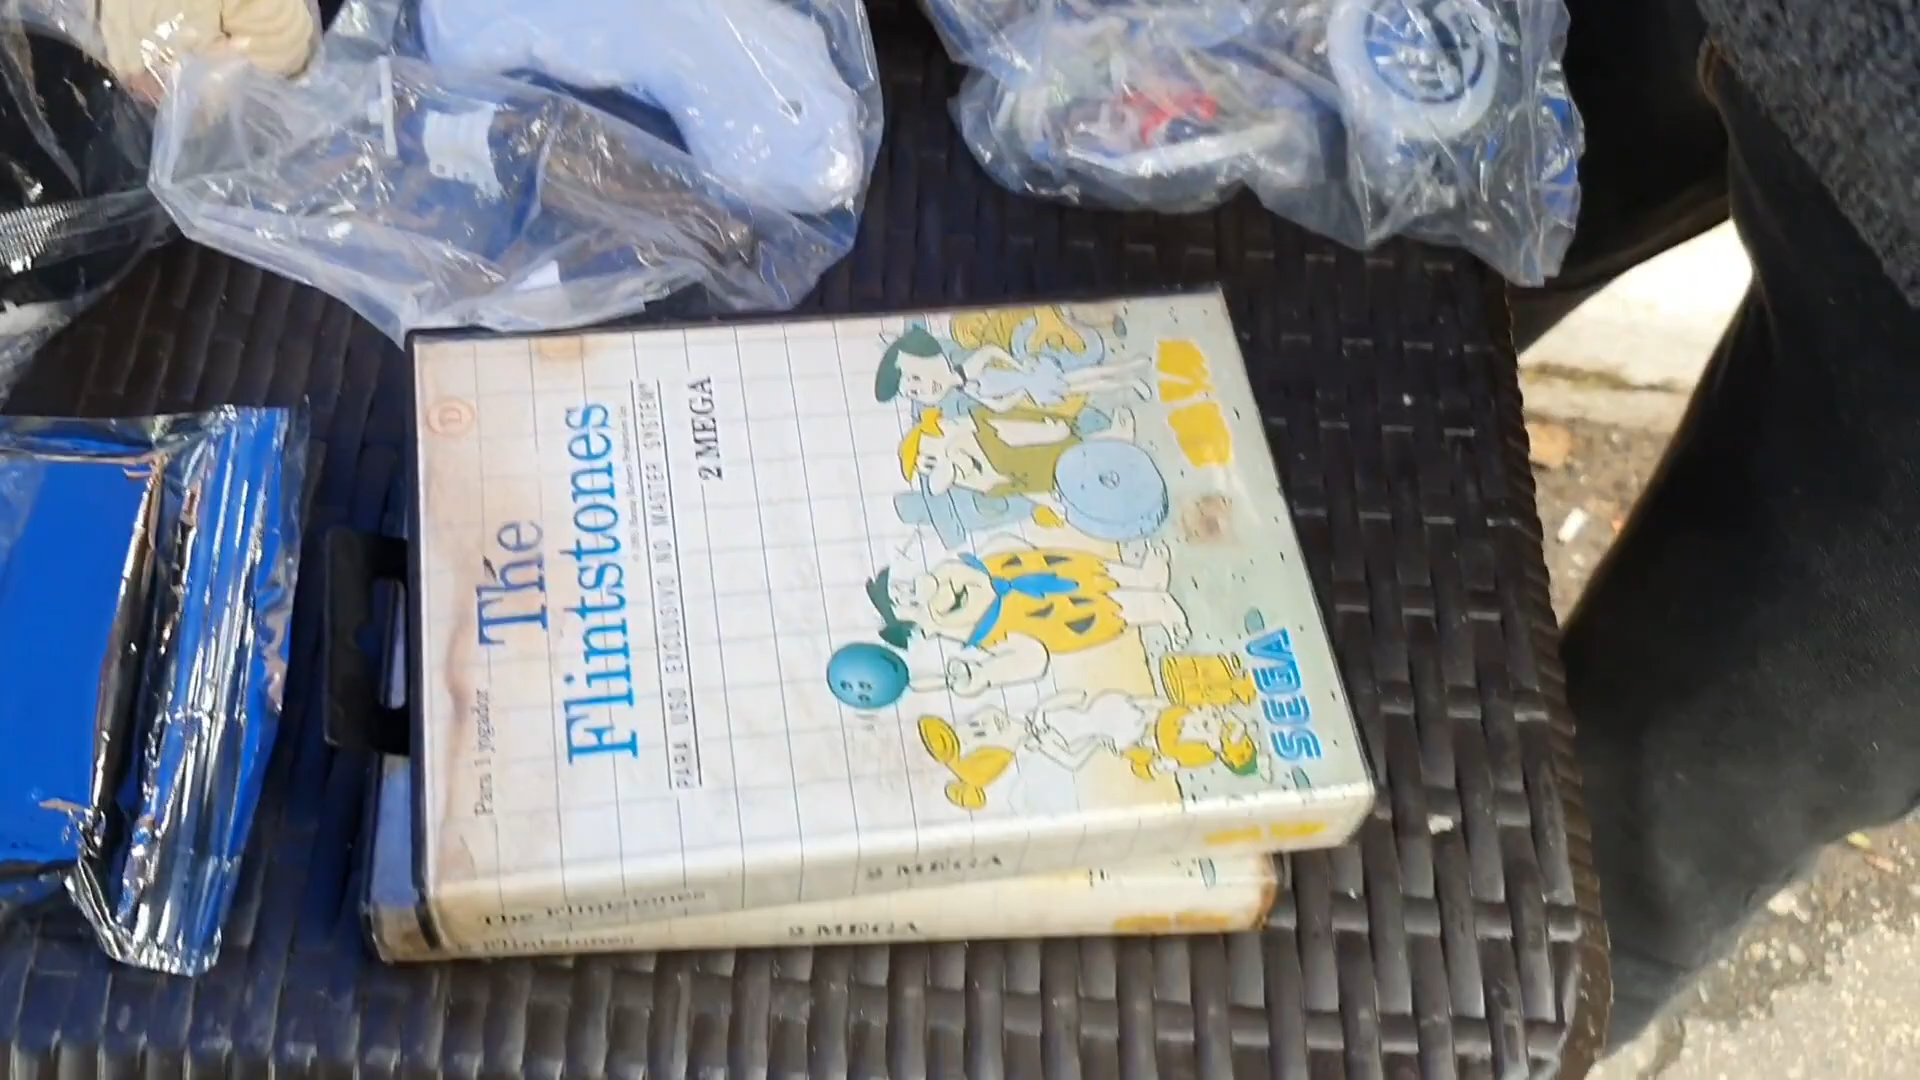 Para 1 jogador
The
Flintstones
PARA USO EXCLUSIVO NO MASTER SYSTEM
2 MEGA
SEGA
The Flintstones
2 MEGA
Flintstones
2 MEGA